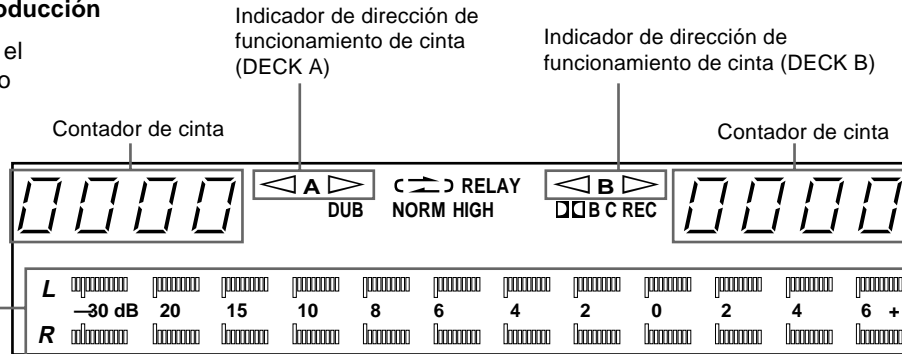 oducción
el
o
Indicador de dirección de
funcionamiento de cinta
(DECK A)
Indicador de dirección de
funcionamiento de cinta (DECK B)
Contador de cinta
Contador de cinta
0000 A RELAY B 0000
DUB NORM HIGH B C REC
L
—30 dB 20 15 10 8 6 4 2 0 2 4 6 +
R